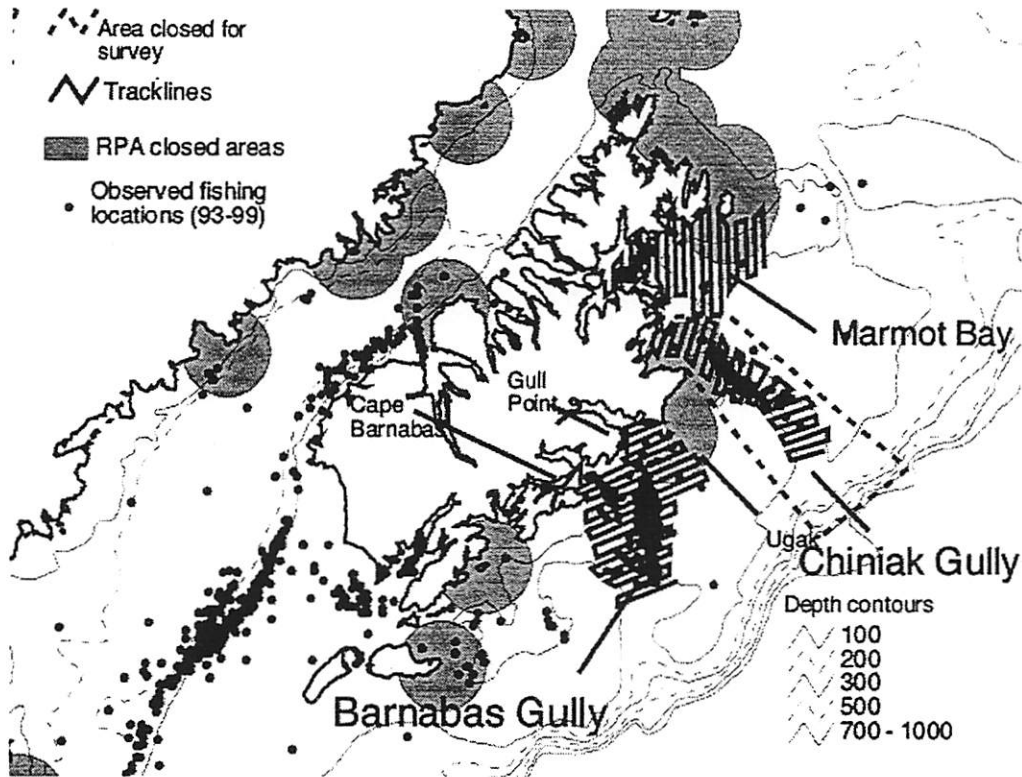 Area closed for
survey
Tracklines
RPA closed areas
Observed fishing
locations (93-99)
Marmot Bay
Gull
Point
Cape
Barnabas
Ugak
Chiniak Gully
Barnabas Gully
Depth contours
100
200
300
500
700 - 1000